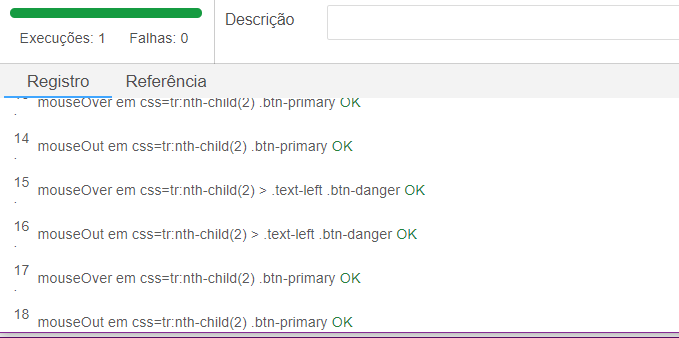 Descrição
Execuções: 1 Falhas: 0
Registro Referência
mouseOver em css=tr:nth-child(2) .btn-primary OK
14
.
mouseOut em css=tr:nth-child(2) .btn-primary OK
15
.
mouseOver em css=tr:nth-child(2) > .text-left .btn-danger OK
16
.
mouseOut em css=tr:nth-child(2) > .text-left .btn-danger OK
17
.
mouseOver em css=tr:nth-child(2) .btn-primary OK
18
mouseOut em css=tr:nth-child(2) .btn-primary OK